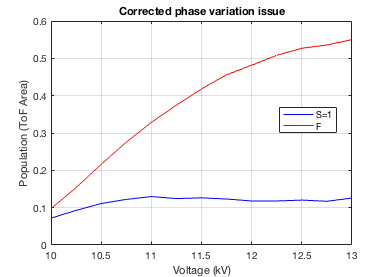 Corrected phase variation issue
Population (ToF Area)
0.6
0.5
0.4
0.3
0.2
0.1
0
S=1
F
10 10.5 11 11.5 12 12.5 13
Voltage (kV)